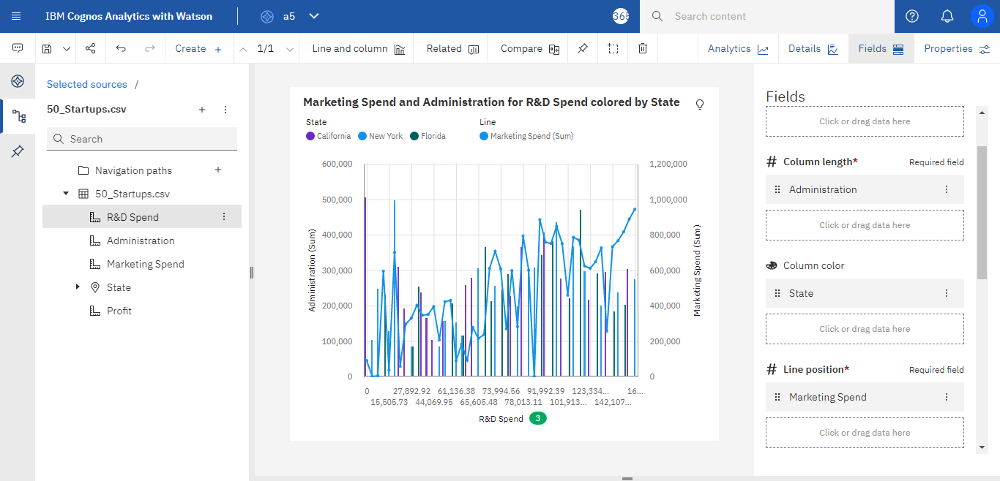 IBM Cognos Analytics with Watson
a5
365
Search content
Create +
1/1
Line and column
Related
Compare
Analytics
Details
Fields
Properties
Selected sources /
50_Startups.csv
Search
Navigation paths
50_Startups.csv
R&D Spend
Administration
Marketing Spend
State
Profit
Marketing Spend and Administration for R&D Spend colored by State
State
California
New York
Florida
Line
Marketing Spend (Sum)
Administration (Sum)
600,000
500,000
400,000
300,000
200,000
100,000
0
1,200,000
1,000,000
800,000
600,000
400,000
200,000
0
Marketing Spend (Sum)
0 27,892.92 61,136.38 73,994.56 91,992.39 123,334... 16...
15,505.73 44,069.95 65,605.48 78,013.11 101,913... 142,107...
R&D Spend 3
Fields
Click or drag data here
# Column length* Required field
Administration
Click or drag data here
Column color
State
Click or drag data here
# Line position* Required field
Marketing Spend
Click or drag data here